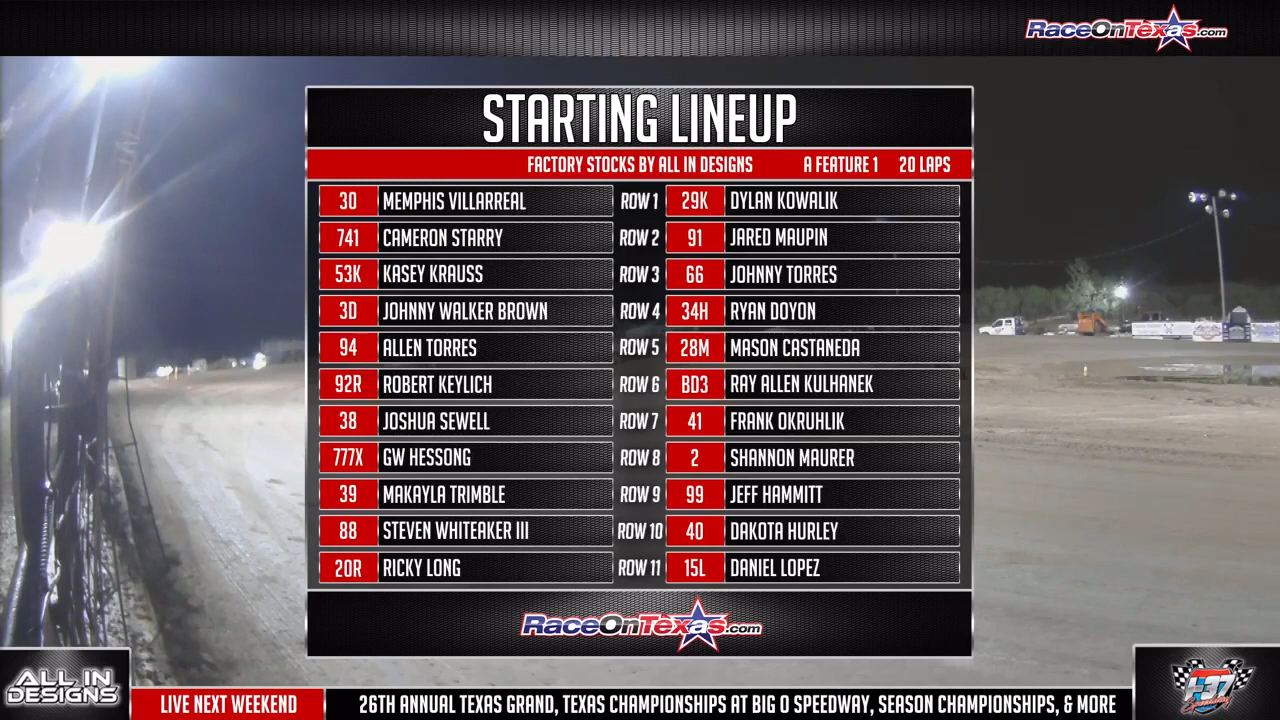 RaceOnTexas.com
STARTING LINEUP
FACTORY STOCKS BY ALL IN DESIGNS A FEATURE 1 20 LAPS
30 MEMPHIS VILLARREAL ROW 1 29K DYLAN KOWALIK
741 CAMERON STARRY ROW 2 91 JARED MAUPIN
53K KASEY KRAUSS ROW 3 66 JOHNNY TORRES
3D JOHNNY WALKER BROWN ROW 4 34H RYAN DOYON
94 ALLEN TORRES ROW 5 28M MASON CASTANEDA
92R ROBERT KEYLICH ROW 6 BD3 RAY ALLEN KULHANEK
38 JOSHUA SEWELL ROW 7 41 FRANK OKRUHLIK
777X GW HESSONG ROW 8 2 SHANNON MAURER
39 MAKAYLA TRIMBLE ROW 9 99 JEFF HAMMITT
88 STEVEN WHITEAKER III ROW 10 40 DAKOTA HURLEY
20R RICKY LONG ROW 11 15L DANIEL LOPEZ
RaceOnTexas.com
ALL IN
DESIGNS
LIVE NEXT WEEKEND 26TH ANNUAL TEXAS GRAND, TEXAS CHAMPIONSHIPS AT BIG O SPEEDWAY, SEASON CHAMPIONSHIPS, & MORE
I-37
Speedway